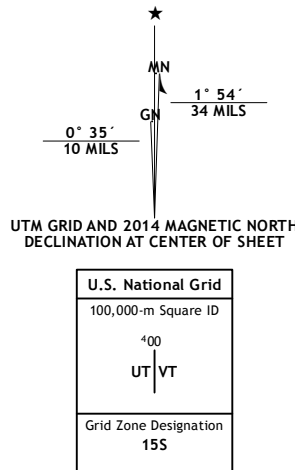 ★
MN
1° 54´
34 MILS
GN
0° 35´
10 MILS
UTM GRID AND 2014 MAGNETIC NORTH
DECLINATION AT CENTER OF SHEET
U.S. National Grid
100,000-m Square ID
⁴00
UT VT
Grid Zone Designation
15S